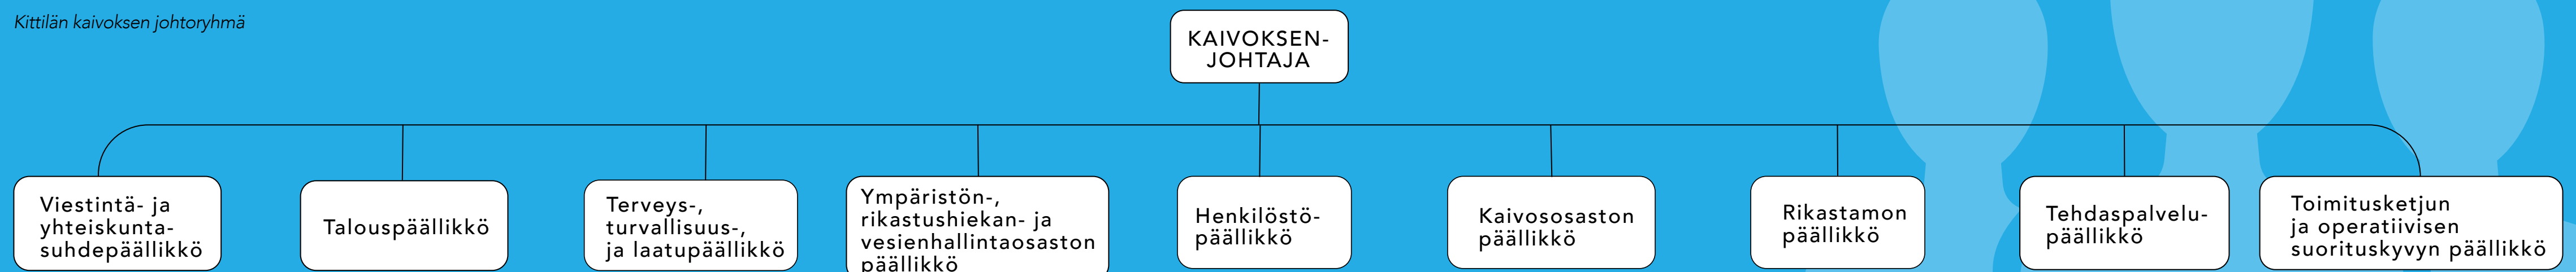 Kittilän kaivoksen johtoryhmä
KAIVOKSEN-
JOHTAJA
Viestintä- ja
yhteiskunta-
suhdepäällikkö
Talouspäällikkö
Terveys-,
turvallisuus-,
ja laatupäällikkö
Ympäristön-,
rikastushiekan- ja
vesienhallintaosaston
päällikkö
Henkilöstö-
päällikkö
Kaivososaston
päällikkö
Rikastamon
päällikkö
Tehdaspalvelu-
päällikkö
Toimitusketjun
ja operatiivisen
suorituskyvyn päällikkö